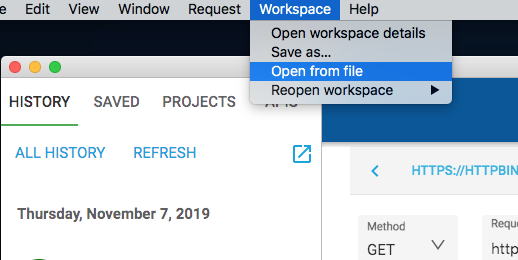 Edit View Window Request Workspace Help
Open workspace details
Save as...
Open from file
Reopen workspace
HISTORY SAVED PROJECTS
ALL HISTORY REFRESH
HTTPS://HTTPBIN
Thursday, November 7, 2019
Method
GET
Reque
http